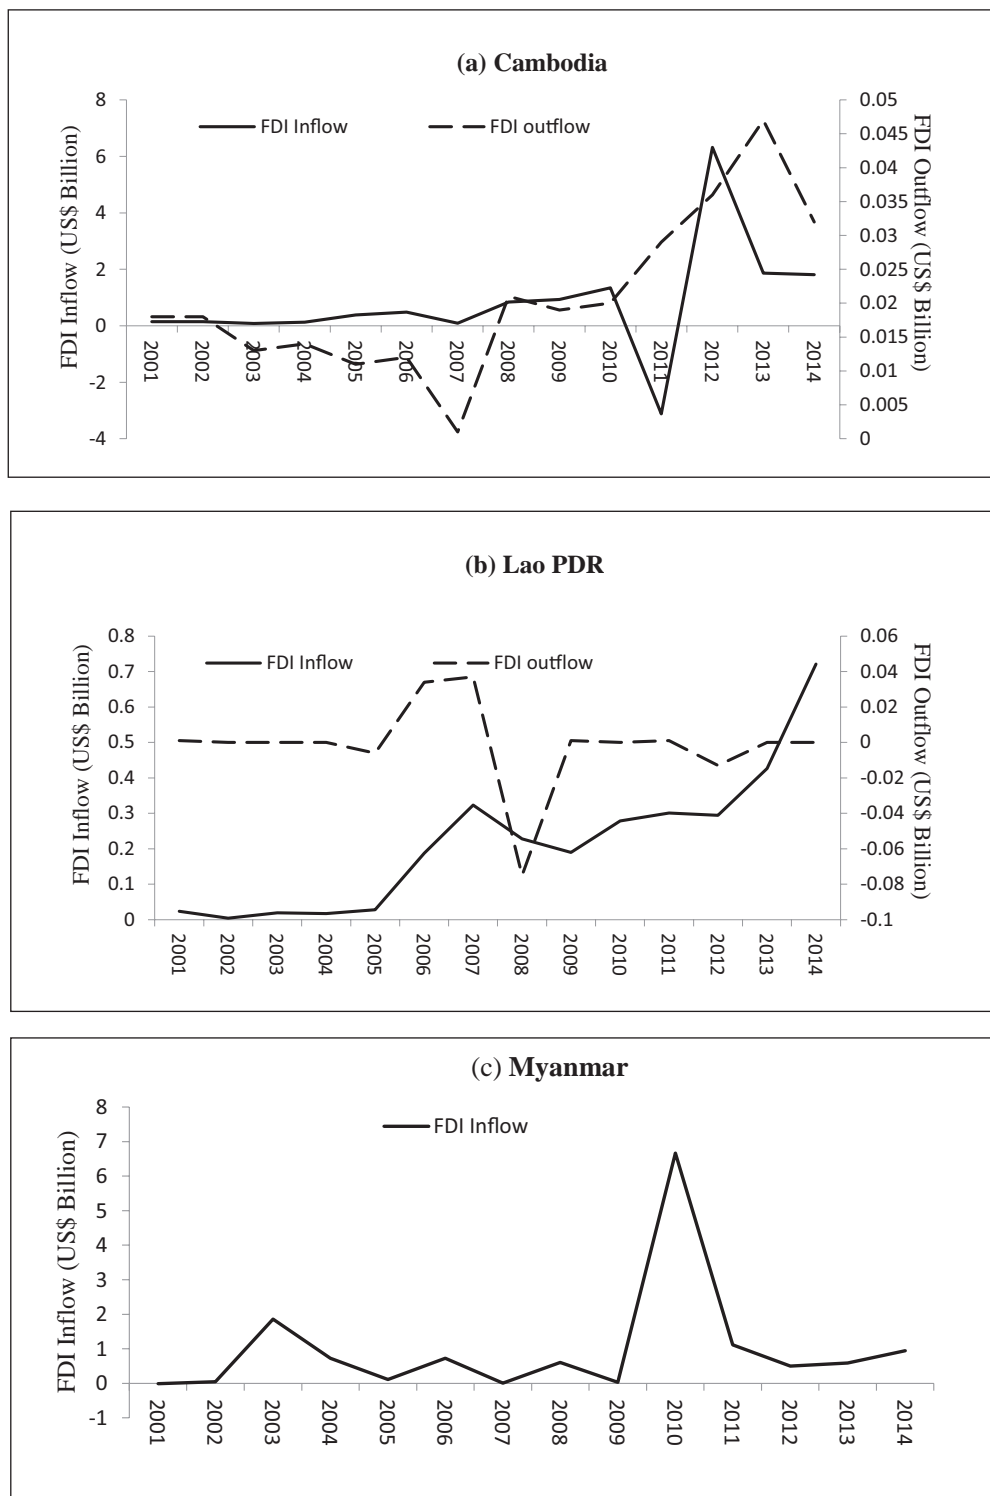 (a) Cambodia
FDI Inflow (US$ Billion)
8
6
4
2
0
-2
-4
FDI Inflow
FDI outflow
0.05
0.045
0.04
0.035
0.03
0.025
0.02
0.015
0.01
0.005
0
FDI Outflow (US$ Billion)
2001 2002 2003 2004 2005 2006 2007 2008 2009 2010 2011 2012 2013 2014
(b) Lao PDR
FDI Inflow (US$ Billion)
0.8
0.7
0.6
0.5
0.4
0.3
0.2
0.1
0
FDI Inflow
FDI outflow
0.06
0.04
0.02
0
-0.02
-0.04
-0.06
-0.08
-0.1
FDI Outflow (US$ Billion)
2001 2002 2003 2004 2005 2006 2007 2008 2009 2010 2011 2012 2013 2014
(c) Myanmar
FDI Inflow (US$ Billion)
8
7
6
5
4
3
2
1
0
-1
FDI Inflow
2001 2002 2003 2004 2005 2006 2007 2008 2009 2010 2011 2012 2013 2014